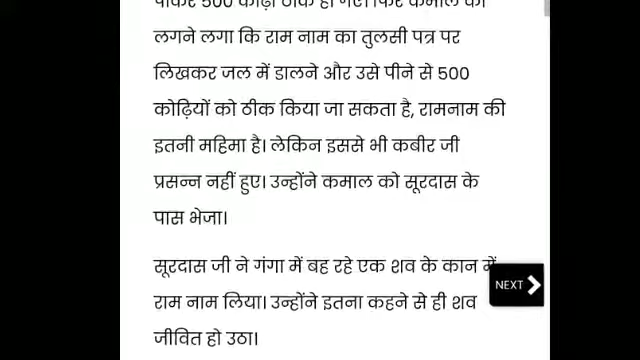 लगने लगा कि राम नाम का तुलसी पत्र पर
लिखकर जल में डालने और उसे पीने से 500
कोढ़ियों को ठीक किया जा सकता है, रामनाम की
इतनी महिमा है। लेकिन इससे भी कबीर जी
प्रसन्न नहीं हुए। उन्होंने कमाल को सूरदास के
पास भेजा।
सूरदास जी ने गंगा में बह रहे एक शव के कान में
NEXT
राम नाम लिया। उन्होंने इतना कहने से ही शव
जीवित हो उठा।